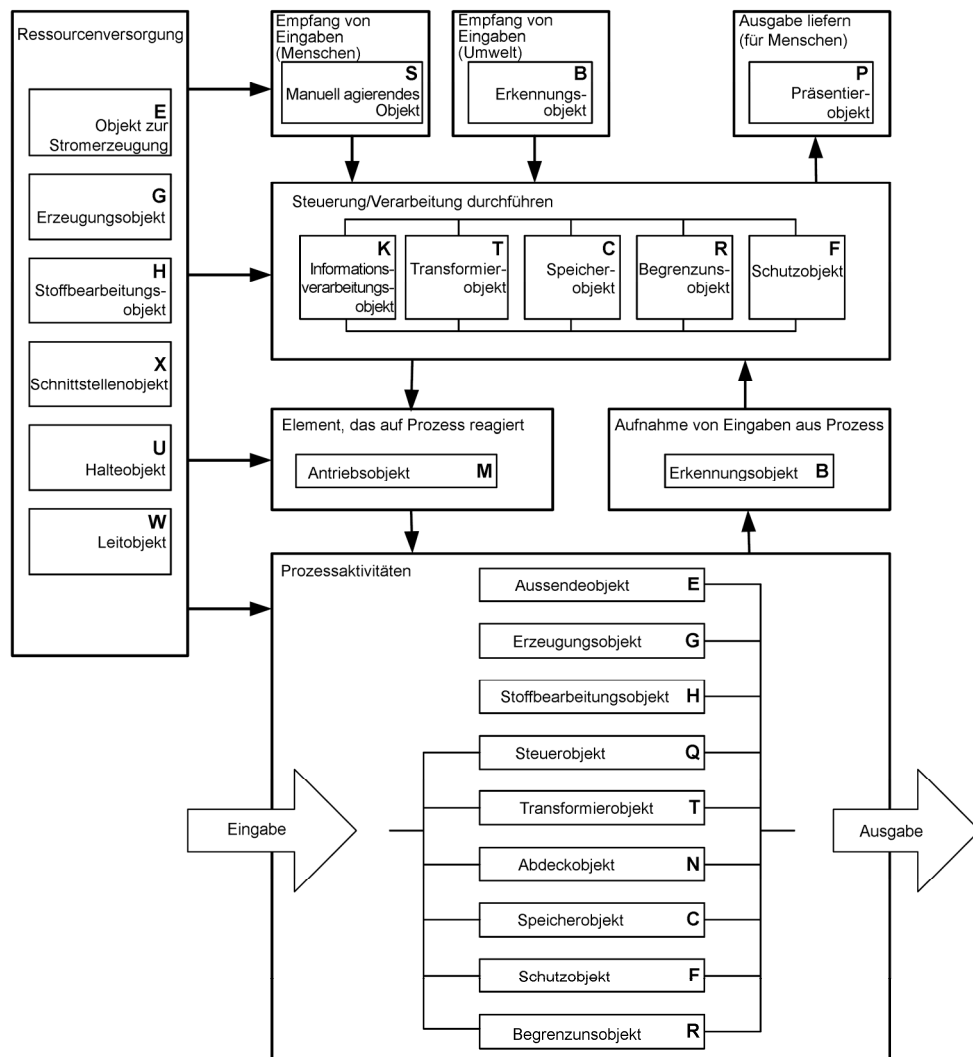 Ressourcenversorgung
E
Objekt zur
Stromerzeugung
G
Erzeugungsobjekt
H
Stoffbearbeitungs-
objekt
X
Schnittstellenobjekt
U
Halteobjekt
W
Leitobjekt
Empfang von
Eingaben
(Menschen)
S
Manuell agierendes
Objekt
Empfang von
Eingaben
(Umwelt)
B
Erkennungs-
objekt
Ausgabe liefern
(für Menschen)
P
Präsentier-
objekt
Steuerung/Verarbeitung durchführen
K
Informations-
verarbeitungs-
objekt
T
Transformier-
objekt
C
Speicher-
objekt
R
Begrenzuns-
objekt
F
Schutzobjekt
Element, das auf Prozess reagiert
Antriebsobjekt M
Aufnahme von Eingaben aus Prozess
Erkennungsobjekt B
Prozessaktivitäten
Aussendeobjekt E
Erzeugungsobjekt G
Stoffbearbeitungsobjekt H
Steuerobjekt Q
Transformierobjekt T
Abdeckobjekt N
Speicherobjekt C
Schutzobjekt F
Begrenzunsobjekt R
Eingabe
Ausgabe